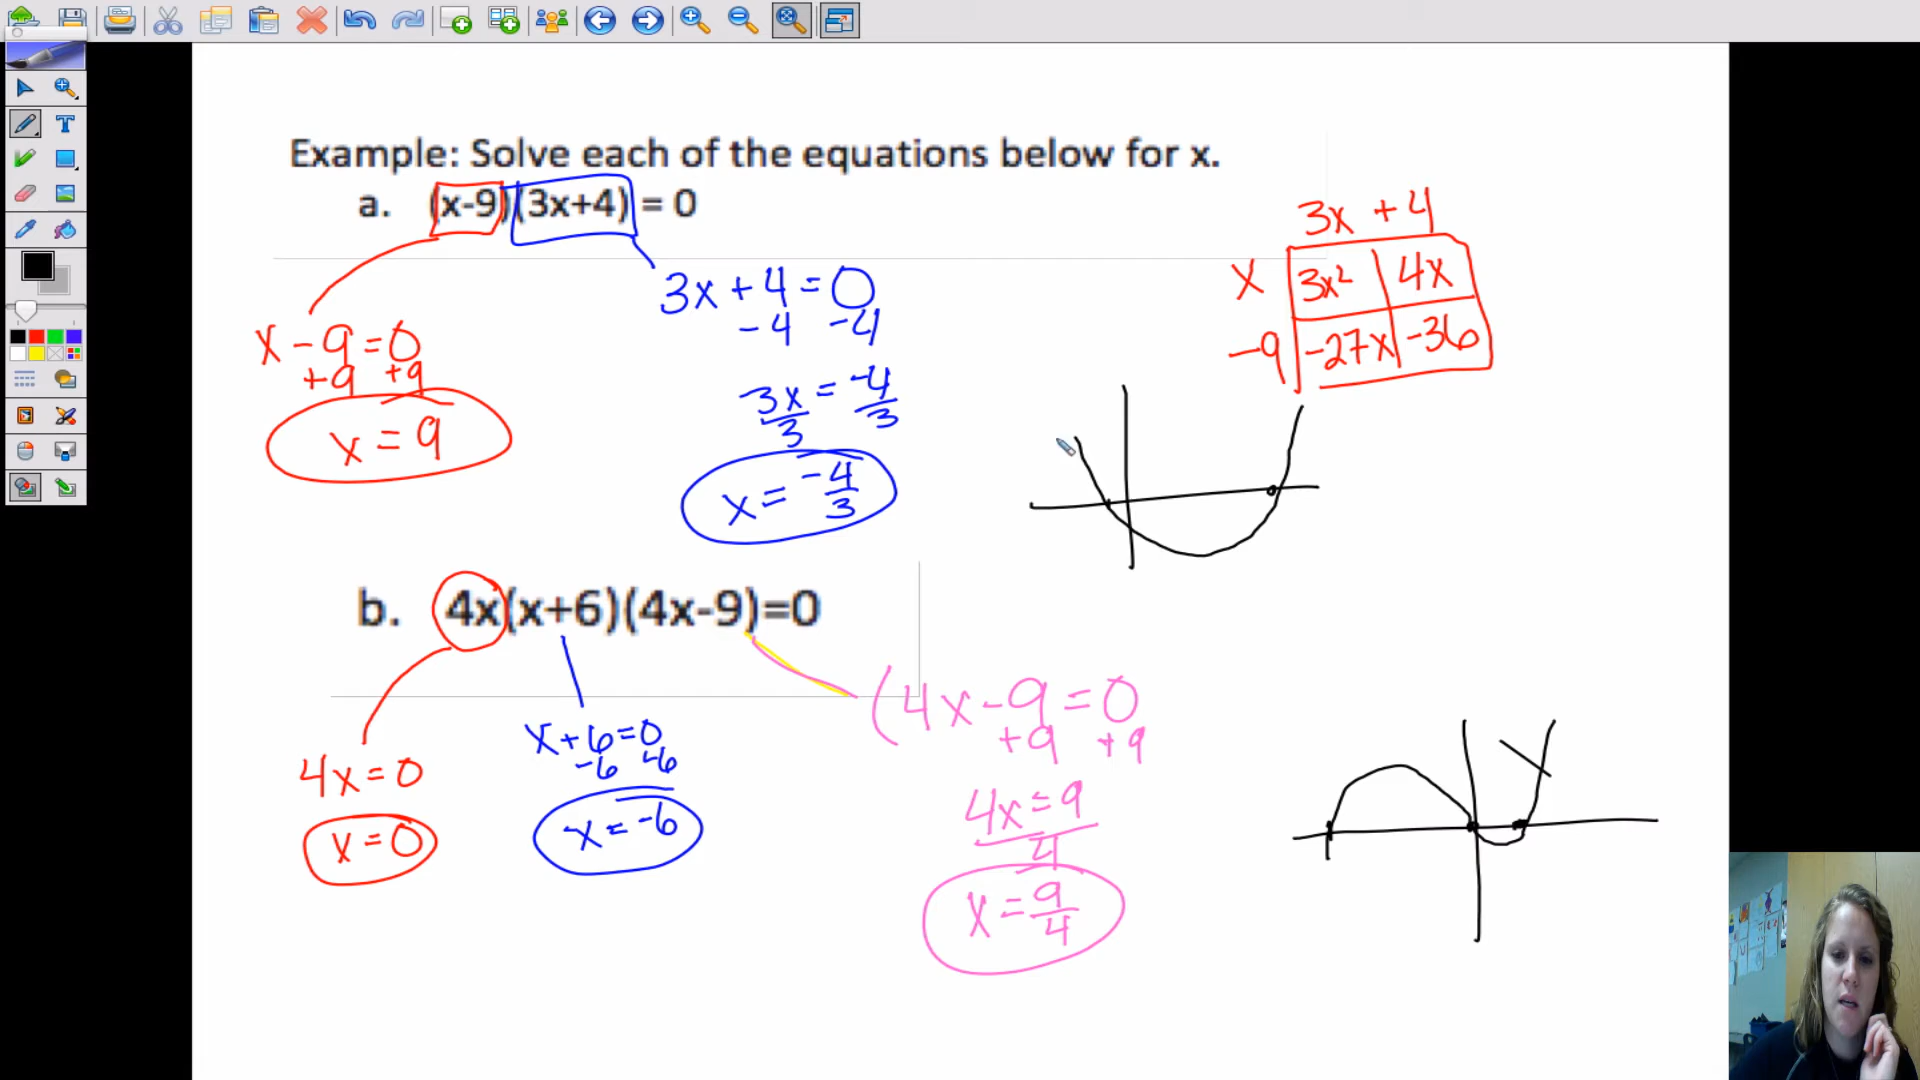 Example: Solve each of the equations below for x.
a. (x-9)(3x+4) = 0
3x +4
x 3x² 4x
-9 -27x -36
x - 9 = 0
+9 +9
x = 9
3x + 4 = 0
-4 -4
3x = -4
3 3
x = -4/3
b. 4x(x+6)(4x-9)=0
4x = 0
x = 0
x + 6 = 0
-6 -6
x = -6
(4x - 9 = 0
+9 +9
4x = 9
4
x = 9/4